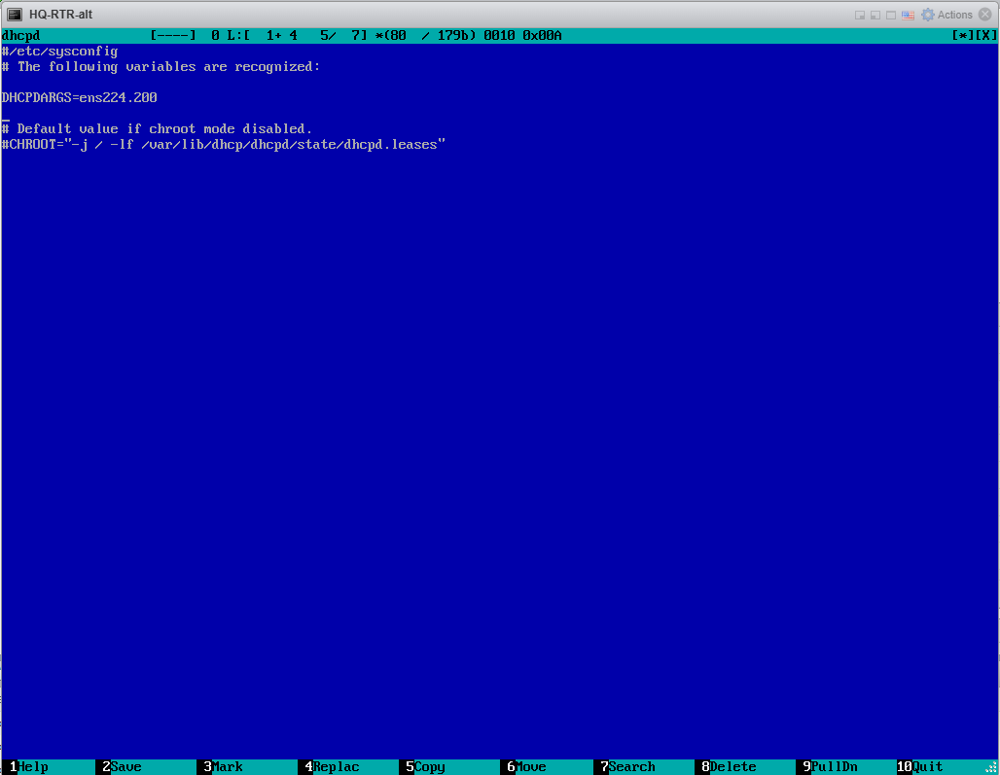 HQ-RTR-alt
Actions
dhcpd [----] 0 L:[ 1+ 4 5/ 7] *(80 / 179b) 0010 0x00A [*][X]
#/etc/sysconfig
# The following variables are recognized:
DHCPDARGS=ens224.200
# Default value if chroot mode disabled.
#CHROOT="-j / -lf /var/lib/dhcp/dhcpd/state/dhcpd.leases"
1Help 2Save 3Mark 4Replac 5Copy 6Move 7Search 8Delete 9PullDn 10Quit